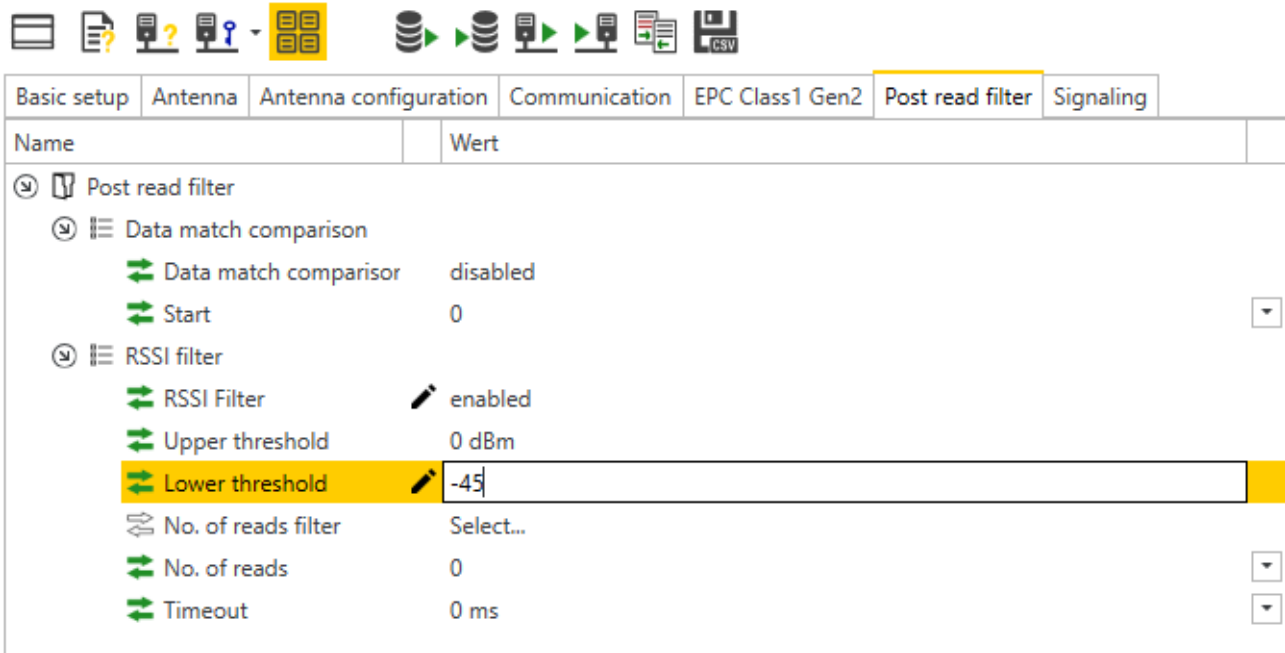 CSV
Basic setup Antenna Antenna configuration Communication EPC Class1 Gen2 Post read filter Signaling
Name Wert
Post read filter
Data match comparison
Data match comparisor disabled
Start 0
RSSI filter
RSSI Filter enabled
Upper threshold 0 dBm
Lower threshold -45
No. of reads filter Select...
No. of reads 0
Timeout 0 ms